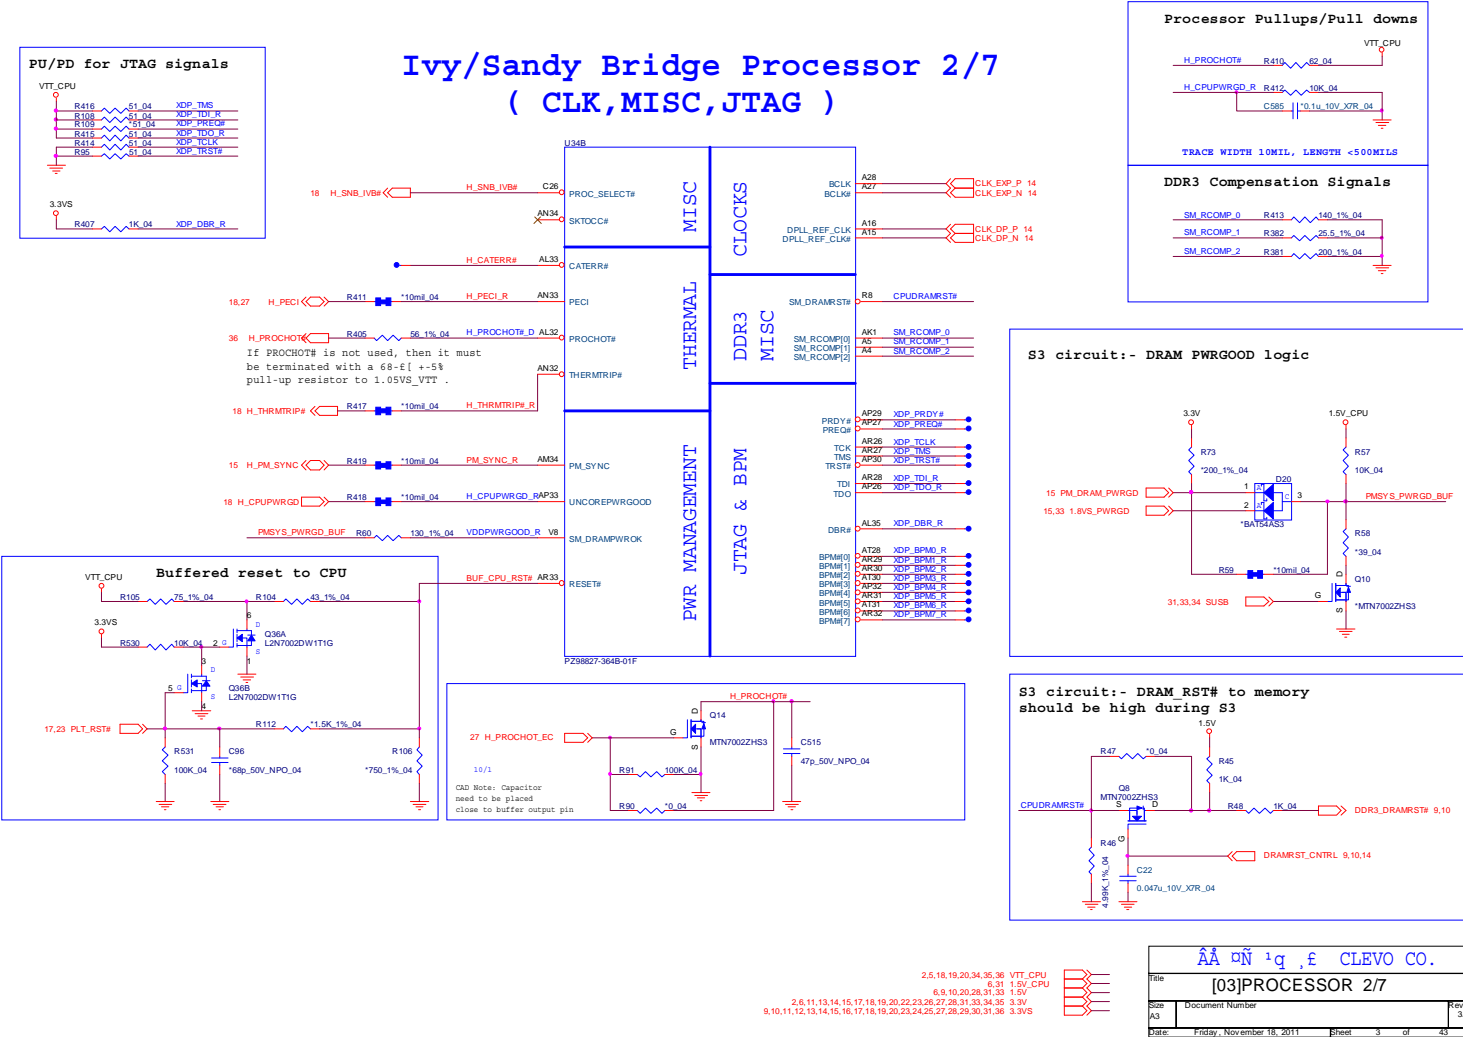 Ivy/Sandy Bridge Processor 2/7
( CLK,MISC,JTAG )
PU/PD for JTAG signals
VTT_CPU
R416 51_04 XDP_TMS
R108 51_04 XDP_TDI_R
R109 *51_04 XDP_PREQ#
R415 51_04 XDP_TDO_R
R414 51_04 XDP_TCLK
R95 51_04 XDP_TRST#
3.3VS
R407 1K_04 XDP_DBR_R
Processor Pullups/Pull downs
VTT_CPU
H_PROCHOT# R410 62_04
H_CPUPWRGD_R R412 10K_04
C585 *0.1u_10V_X7R_04
TRACE WIDTH 10MIL, LENGTH <500MILS
DDR3 Compensation Signals
SM_RCOMP_0 R413 140_1%_04
SM_RCOMP_1 R382 25.5_1%_04
SM_RCOMP_2 R381 200_1%_04
U34B
18 H_SNB_IVB# H_SNB_IVB# C26 PROC_SELECT#
AN34 SKTOCC#
H_CATERR# AL33 CATERR#
18,27 H_PECI R411 *10mil_04 H_PECI_R AN33 PECI
36 H_PROCHOT# R405 56_1%_04 H_PROCHOT#_D AL32 PROCHOT#
If PROCHOT# is not used, then it must
be terminated with a 68-£[ +-5%
pull-up resistor to 1.05VS_VTT .
AN32 THERMTRIP#
18 H_THRMTRIP# R417 *10mil_04 H_THRMTRIP#_R
15 H_PM_SYNC R419 *10mil_04 PM_SYNC_R AM34 PM_SYNC
18 H_CPUPWRGD R418 *10mil_04 H_CPUPWRGD_R AP33 UNCOREPWRGOOD
PMSYS_PWRGD_BUF R60 130_1%_04 VDDPWRGOOD_R V8 SM_DRAMPWROK
BUF_CPU_RST# AR33 RESET#
MISC
THERMAL
PWR MANAGEMENT
CLOCKS
DDR3
MISC
JTAG & BPM
BCLK A28 CLK_EXP_P 14
BCLK# A27 CLK_EXP_N 14
DPLL_REF_CLK A16 CLK_DP_P 14
DPLL_REF_CLK# A15 CLK_DP_N 14
SM_DRAMRST# R8 CPUDRAMRST#
SM_RCOMP[0] AK1 SM_RCOMP_0
SM_RCOMP[1] A5 SM_RCOMP_1
SM_RCOMP[2] A4 SM_RCOMP_2
PRDY# AP29 XDP_PRDY#
PREQ# AP27 XDP_PREQ#
TCK AR26 XDP_TCLK
TMS AR27 XDP_TMS
TRST# AP30 XDP_TRST#
TDI AR28 XDP_TDI_R
TDO AP26 XDP_TDO_R
DBR# AL35 XDP_DBR_R
BPM#[0] AT28 XDP_BPM0_R
BPM#[1] AR29 XDP_BPM1_R
BPM#[2] AR30 XDP_BPM2_R
BPM#[3] AT30 XDP_BPM3_R
BPM#[4] AP32 XDP_BPM4_R
BPM#[5] AR31 XDP_BPM5_R
BPM#[6] AT31 XDP_BPM6_R
BPM#[7] AR32 XDP_BPM7_R
PZ98827-364B-01F
S3 circuit:- DRAM PWRGOOD logic
3.3V 1.5V_CPU
R73 R57
*200_1%_04 10K_04
D20
15 PM_DRAM_PWRGD 1 A C 3 PMSYS_PWRGD_BUF
15,33 1.8VS_PWRGD 2 A
*BAT54AS3
R58
*39_04
R59 *10mil_04
D Q10
31,33,34 SUSB G *MTN7002ZHS3
S
Buffered reset to CPU
VTT_CPU
R105 75_1%_04 R104 43_1%_04
3.3VS
6 D Q36A
R530 10K_04 2 G L2N7002DW1T1G
S 1
3 D
5 G Q36B
S L2N7002DW1T1G
4
17,23 PLT_RST# R112 *1.5K_1%_04
R531 C96 R106
100K_04 *68p_50V_NPO_04 *750_1%_04
H_PROCHOT#
D Q14
27 H_PROCHOT_EC G MTN7002ZHS3
S C515
47p_50V_NPO_04
R91 100K_04
10/1
CAD Note: Capacitor
need to be placed
close to buffer output pin
R90 *0_04
S3 circuit:- DRAM_RST# to memory
should be high during S3
1.5V
R47 *0_04
R45
1K_04
Q8
MTN7002ZHS3
CPUDRAMRST# S D R48 1K_04 DDR3_DRAMRST# 9,10
G
R46
4.99K_1%_04
DRAMRST_CNTRL 9,10,14
C22
0.047u_10V_X7R_04
2,5,18,19,20,34,35,36 VTT_CPU
6,31 1.5V_CPU
6,9,10,20,28,31,33 1.5V
2,6,11,13,14,15,17,18,19,20,22,23,26,27,28,31,33,34,35 3.3V
9,10,11,12,13,14,15,16,17,18,19,20,23,24,25,27,28,29,30,31,36 3.3VS
ÂÅ ¤Ñ ¹q ,£ CLEVO CO.
Title
[03]PROCESSOR 2/7
Size Document Number Rev
A3
Date: Friday, November 18, 2011 Sheet 3 of 43